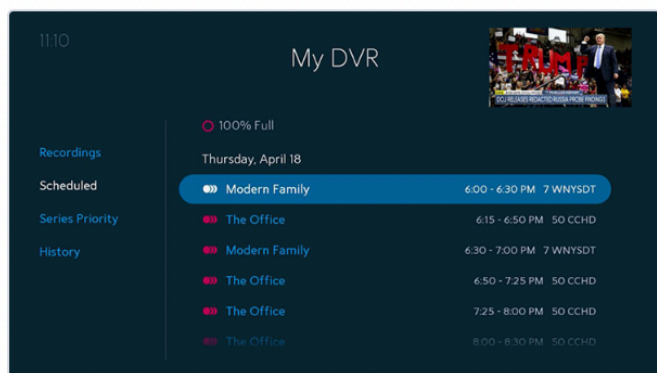 11:10
My DVR
TRUMP
DOJ RELEASES REDACTED RUSSIA PROBE FINDINGS
100% Full
Recordings
Thursday, April 18
Scheduled
Modern Family 6:00 - 6:30 PM 7 WNYSDT
Series Priority
The Office 6:15 - 6:50 PM 50 CCHD
History
Modern Family 6:30 - 7:00 PM 7 WNYSDT
The Office 6:50 - 7:25 PM 50 CCHD
The Office 7:25 - 8:00 PM 50 CCHD
The Office 8:00 - 8:30 PM 50 CCHD